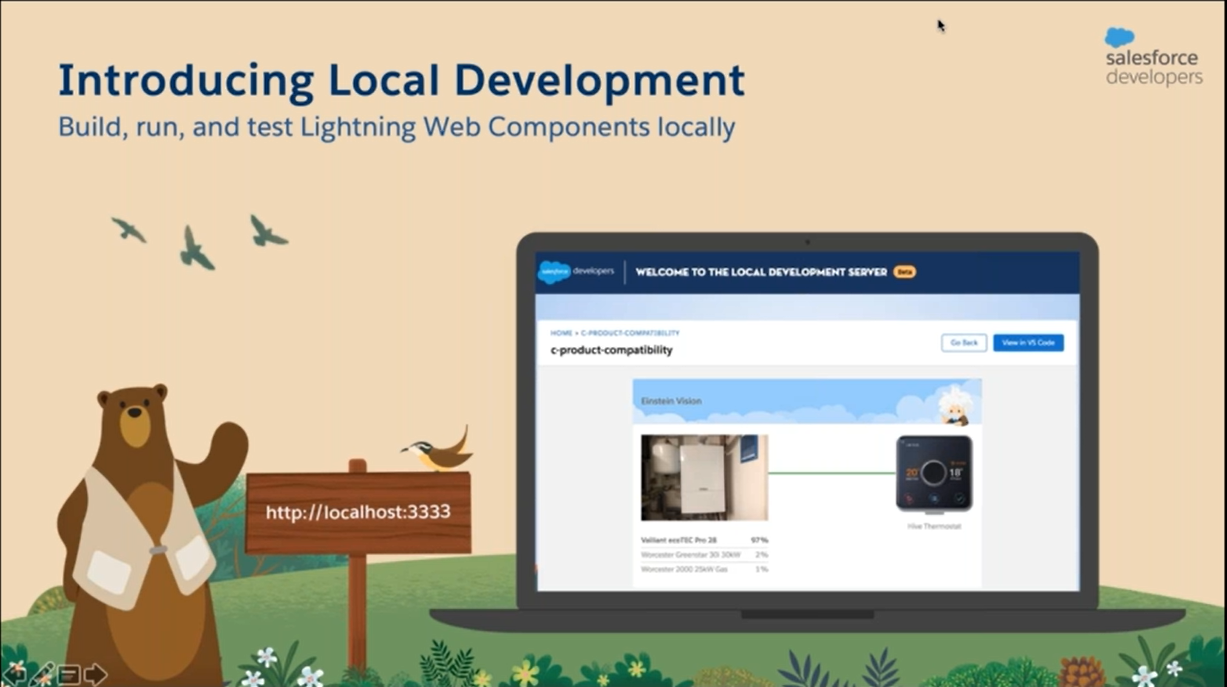 Introducing Local Development
Build, run, and test Lightning Web Components locally
salesforce
developers
salesforce developers
WELCOME TO THE LOCAL DEVELOPMENT SERVER Beta
HOME > C-PRODUCT-COMPATIBILITY
c-product-compatibility
Go Back
View in VS Code
Einstein Vision
20°
18°
Hive Thermostat
Vaillant ecoTEC Pro 28 97%
Worcester Greenstar 30i 30kW 2%
Worcester 2000 25kW Gas 1%
http://localhost:3333